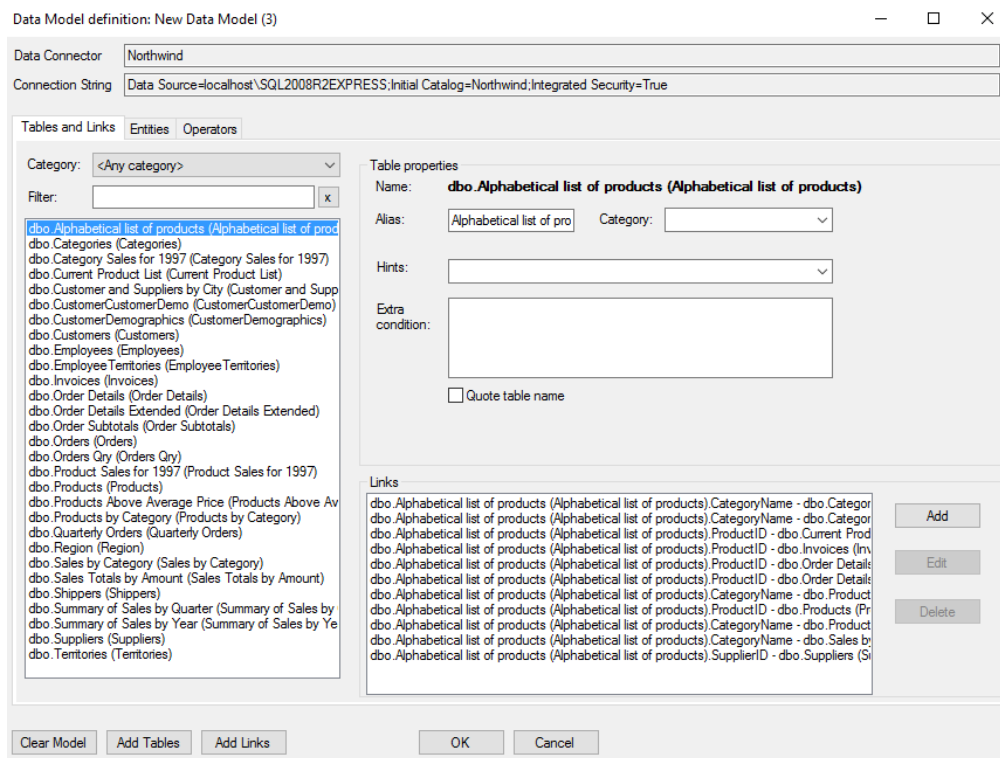 Data Model definition: New Data Model (3)
Data Connector
Northwind
Connection String
Data Source=localhost\SQL2008R2EXPRESS;Initial Catalog=Northwind;Integrated Security=True
Tables and Links Entities Operators
Category:
<Any category>
Filter:
x
dbo.Alphabetical list of products (Alphabetical list of prod
dbo.Categories (Categories)
dbo.Category Sales for 1997 (Category Sales for 1997)
dbo.Current Product List (Current Product List)
dbo.Customer and Suppliers by City (Customer and Supp
dbo.CustomerCustomerDemo (CustomerCustomerDemo)
dbo.CustomerDemographics (CustomerDemographics)
dbo.Customers (Customers)
dbo.Employees (Employees)
dbo.EmployeeTerritories (EmployeeTerritories)
dbo.Invoices (Invoices)
dbo.Order Details (Order Details)
dbo.Order Details Extended (Order Details Extended)
dbo.Order Subtotals (Order Subtotals)
dbo.Orders (Orders)
dbo.Orders Qry (Orders Qry)
dbo.Product Sales for 1997 (Product Sales for 1997)
dbo.Products (Products)
dbo.Products Above Average Price (Products Above Av
dbo.Products by Category (Products by Category)
dbo.Quarterly Orders (Quarterly Orders)
dbo.Region (Region)
dbo.Sales by Category (Sales by Category)
dbo.Sales Totals by Amount (Sales Totals by Amount)
dbo.Shippers (Shippers)
dbo.Summary of Sales by Quarter (Summary of Sales by
dbo.Summary of Sales by Year (Summary of Sales by Ye
dbo.Suppliers (Suppliers)
dbo.Territories (Territories)
Table properties
Name:
dbo.Alphabetical list of products (Alphabetical list of products)
Alias:
Alphabetical list of pro
Category:
Hints:
Extra
condition:
Quote table name
Links
dbo.Alphabetical list of products (Alphabetical list of products).CategoryName - dbo.Categor
dbo.Alphabetical list of products (Alphabetical list of products).CategoryName - dbo.Categor
dbo.Alphabetical list of products (Alphabetical list of products).ProductID - dbo.Current Prod
dbo.Alphabetical list of products (Alphabetical list of products).ProductID - dbo.Invoices (Inv
dbo.Alphabetical list of products (Alphabetical list of products).ProductID - dbo.Order Details
dbo.Alphabetical list of products (Alphabetical list of products).ProductID - dbo.Order Details
dbo.Alphabetical list of products (Alphabetical list of products).CategoryName - dbo.Product
dbo.Alphabetical list of products (Alphabetical list of products).ProductID - dbo.Products (Pr
dbo.Alphabetical list of products (Alphabetical list of products).CategoryName - dbo.Product
dbo.Alphabetical list of products (Alphabetical list of products).CategoryName - dbo.Sales by
dbo.Alphabetical list of products (Alphabetical list of products).SupplierID - dbo.Suppliers (Su
Add
Edit
Delete
Clear Model
Add Tables
Add Links
OK
Cancel